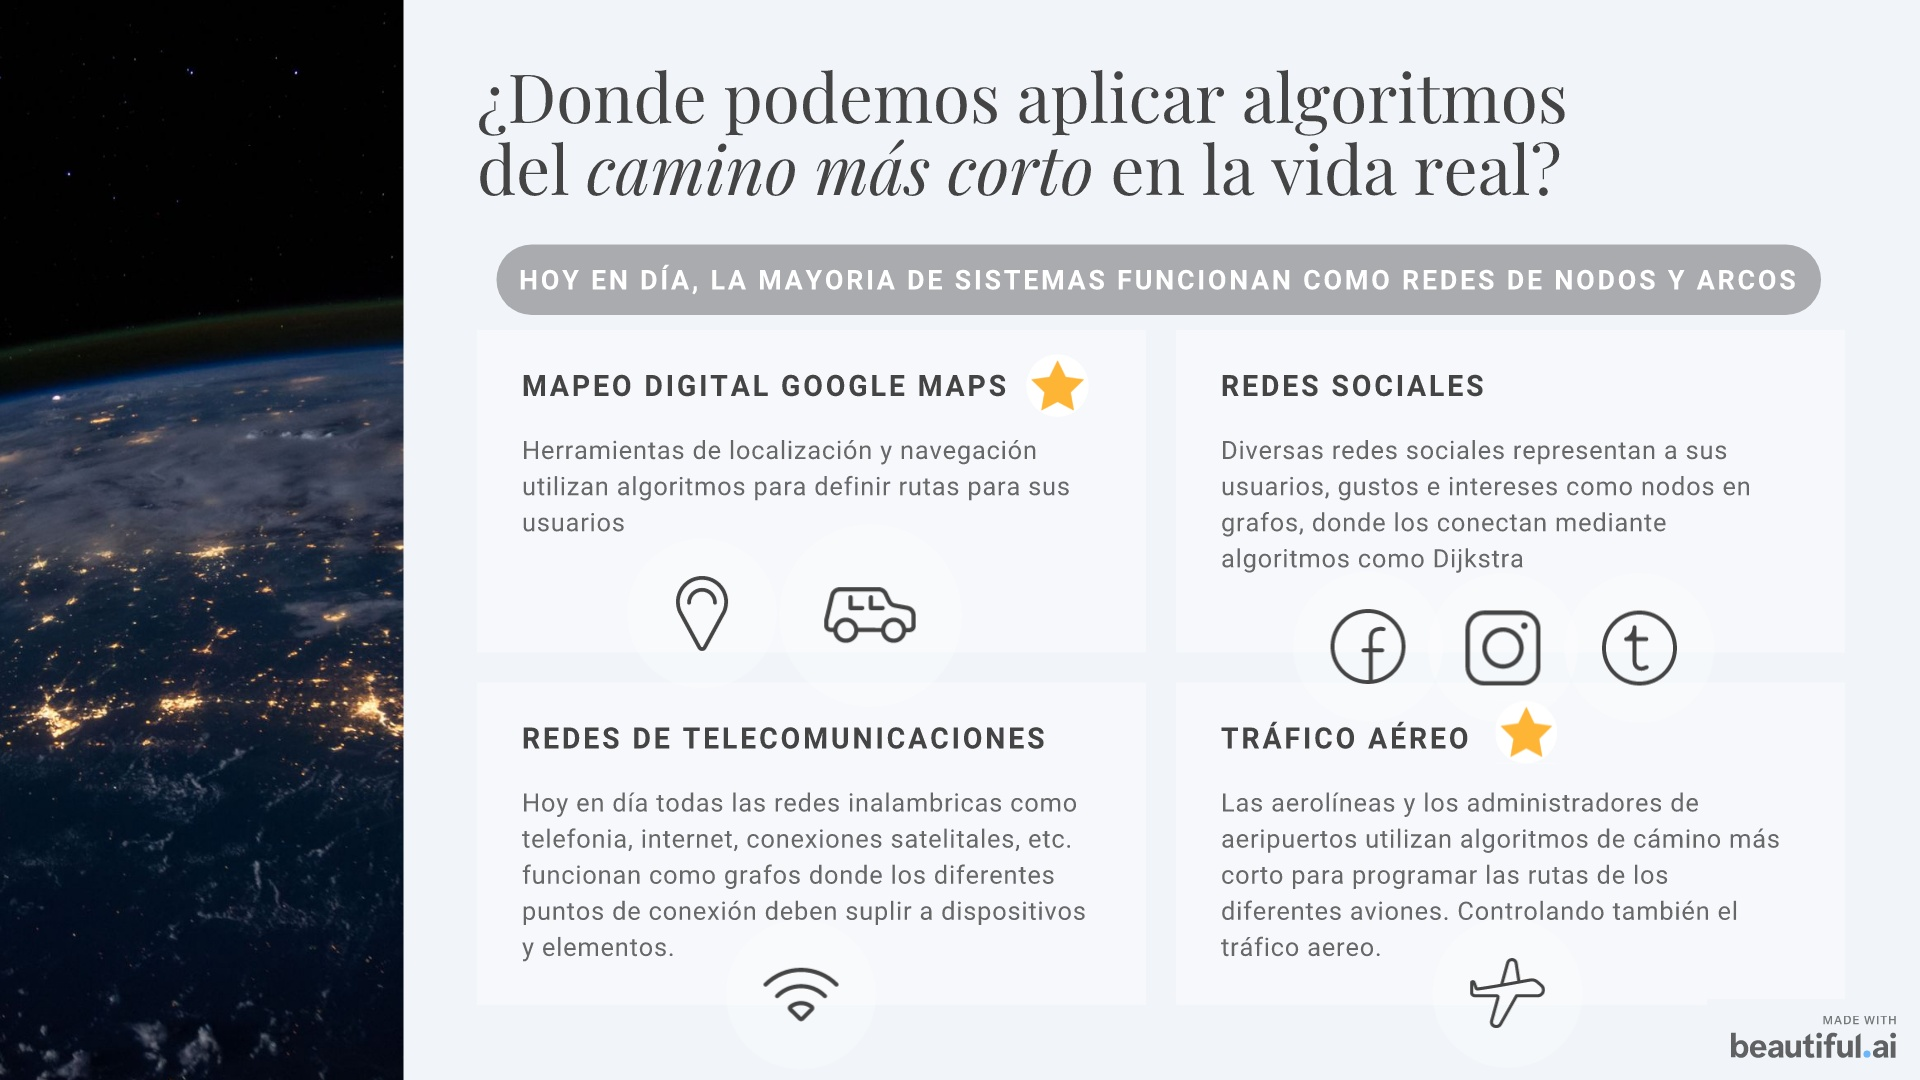 ¿Donde podemos aplicar algoritmos
del camino más corto en la vida real?
HOY EN DÍA, LA MAYORIA DE SISTEMAS FUNCIONAN COMO REDES DE NODOS Y ARCOS
MAPEO DIGITAL GOOGLE MAPS
Herramientas de localización y navegación
utilizan algoritmos para definir rutas para sus
usuarios
REDES SOCIALES
Diversas redes sociales representan a sus
usuarios, gustos e intereses como nodos en
grafos, donde los conectan mediante
algoritmos como Dijkstra
REDES DE TELECOMUNICACIONES
Hoy en día todas las redes inalambricas como
telefonia, internet, conexiones satelitales, etc.
funcionan como grafos donde los diferentes
puntos de conexión deben suplir a dispositivos
y elementos.
TRÁFICO AÉREO
Las aerolíneas y los administradores de
aeripuertos utilizan algoritmos de cámino más
corto para programar las rutas de los
diferentes aviones. Controlando también el
tráfico aereo.
MADE WITH
beautiful.ai